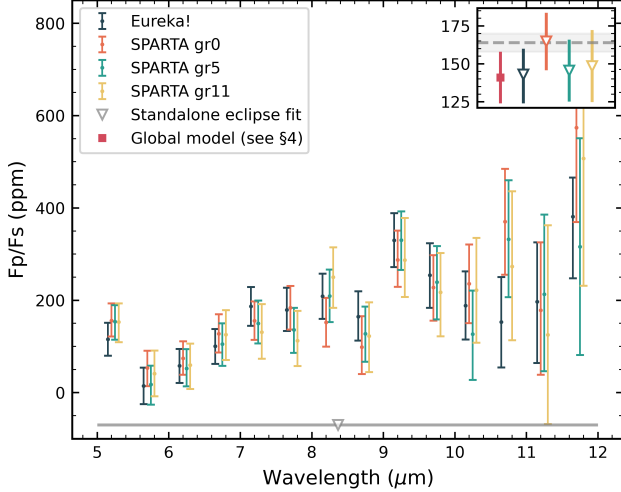 800
600
400
200
0
Fp/Fs (ppm)
Eureka!
SPARTA gr0
SPARTA gr5
SPARTA gr11
Standalone eclipse fit
Global model (see §4)
175
150
125
5 6 7 8 9 10 11 12
Wavelength (μm)